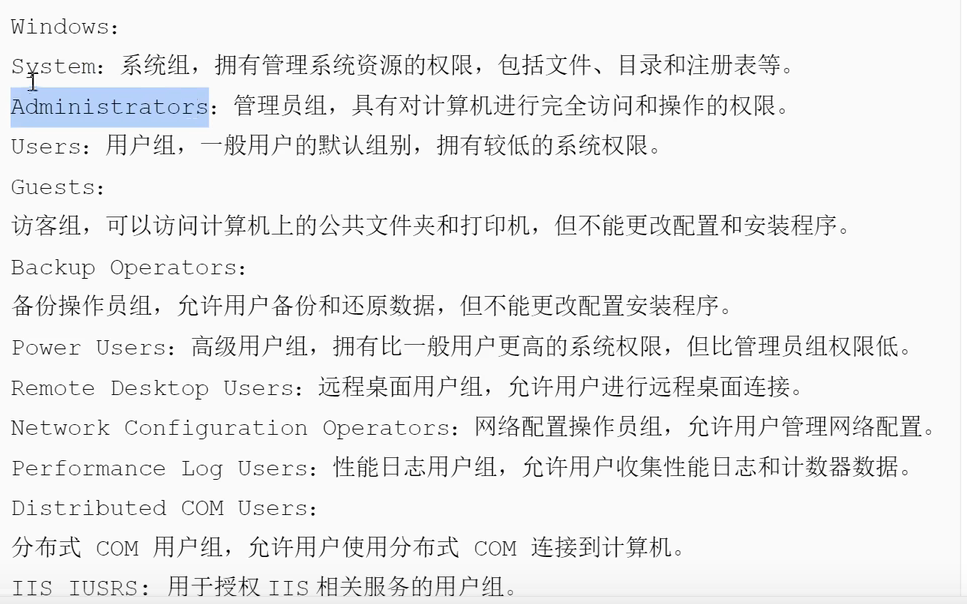 Windows:
System: 系统组，拥有管理系统资源的权限，包括文件、目录和注册表等。
Administrators: 管理员组，具有对计算机进行完全访问和操作的权限。
Users: 用户组，一般用户的默认组别，拥有较低的系统权限。
Guests:
访客组，可以访问计算机上的公共文件夹和打印机，但不能更改配置和安装程序。
Backup Operators:
备份操作员组，允许用户备份和还原数据，但不能更改配置安装程序。
Power Users: 高级用户组，拥有比一般用户更高的系统权限，但比管理员组权限低。
Remote Desktop Users: 远程桌面用户组，允许用户进行远程桌面连接。
Network Configuration Operators: 网络配置操作员组，允许用户管理网络配置。
Performance Log Users: 性能日志用户组，允许用户收集性能日志和计数器数据。
Distributed COM Users:
分布式 COM 用户组，允许用户使用分布式 COM 连接到计算机。
IIS IUSRS: 用于授权 IIS 相关服务的用户组。